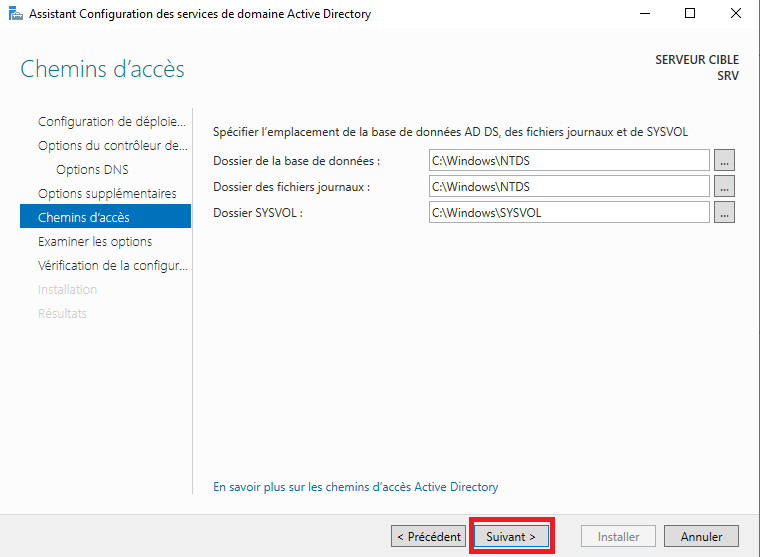 Assistant Configuration des services de domaine Active Directory
Chemins d’accès
SERVEUR CIBLE
SRV
Configuration de déploie...
Options du contrôleur de...
Options DNS
Options supplémentaires
Chemins d’accès
Examiner les options
Vérification de la configur...
Installation
Résultats
Spécifier l’emplacement de la base de données AD DS, des fichiers journaux et de SYSVOL
Dossier de la base de données : C:\Windows\NTDS ...
Dossier des fichiers journaux : C:\Windows\NTDS ...
Dossier SYSVOL : C:\Windows\SYSVOL ...
En savoir plus sur les chemins d’accès Active Directory
< Précédent Suivant > Installer Annuler